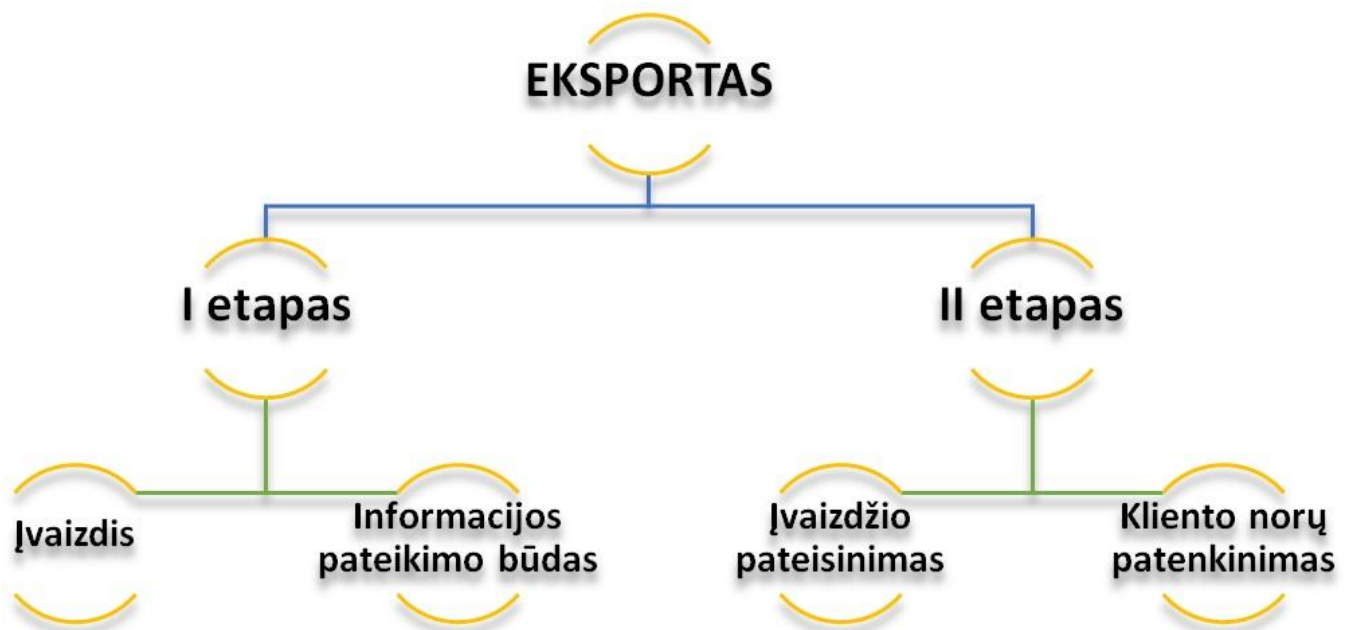 EKSPORTAS
I etapas
II etapas
Įvaizdis
Informacijos
pateikimo būdas
Įvaizdžio
pateisinimas
Kliento norų
patenkinimas